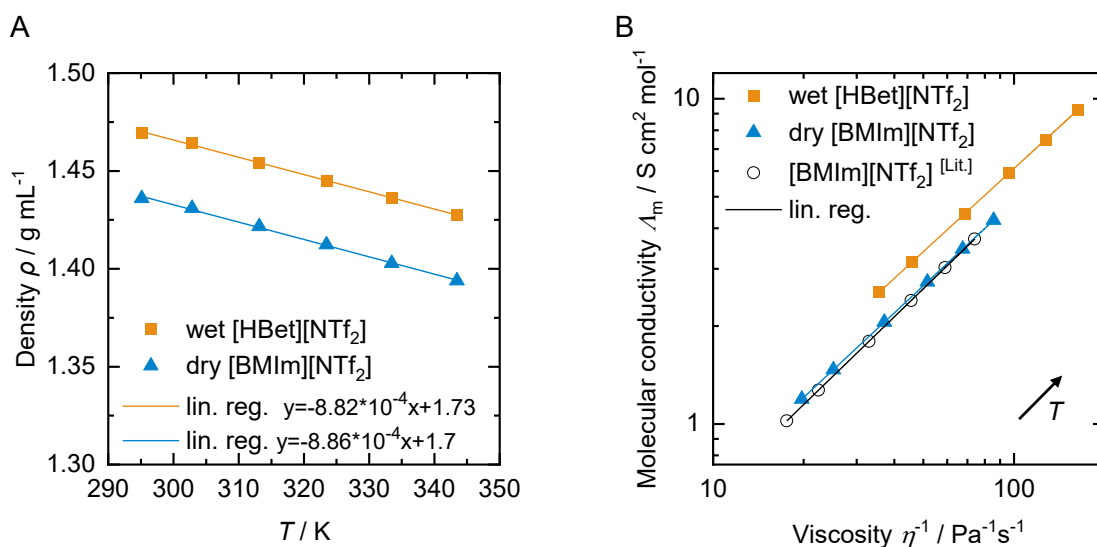 A
Density ρ / g mL⁻¹
1.50
1.45
1.40
1.35
1.30
wet [HBet][NTf₂]
dry [BMIm][NTf₂]
lin. reg. y=-8.82*10⁻⁴x+1.73
lin. reg. y=-8.86*10⁻⁴x+1.7
290 300 310 320 330 340 350
T / K
B
Molecular conductivity Λₘ / S cm² mol⁻¹
10
1
wet [HBet][NTf₂]
dry [BMIm][NTf₂]
[BMIm][NTf₂] [Lit.]
lin. reg.
T
10 100
Viscosity η⁻¹ / Pa⁻¹s⁻¹